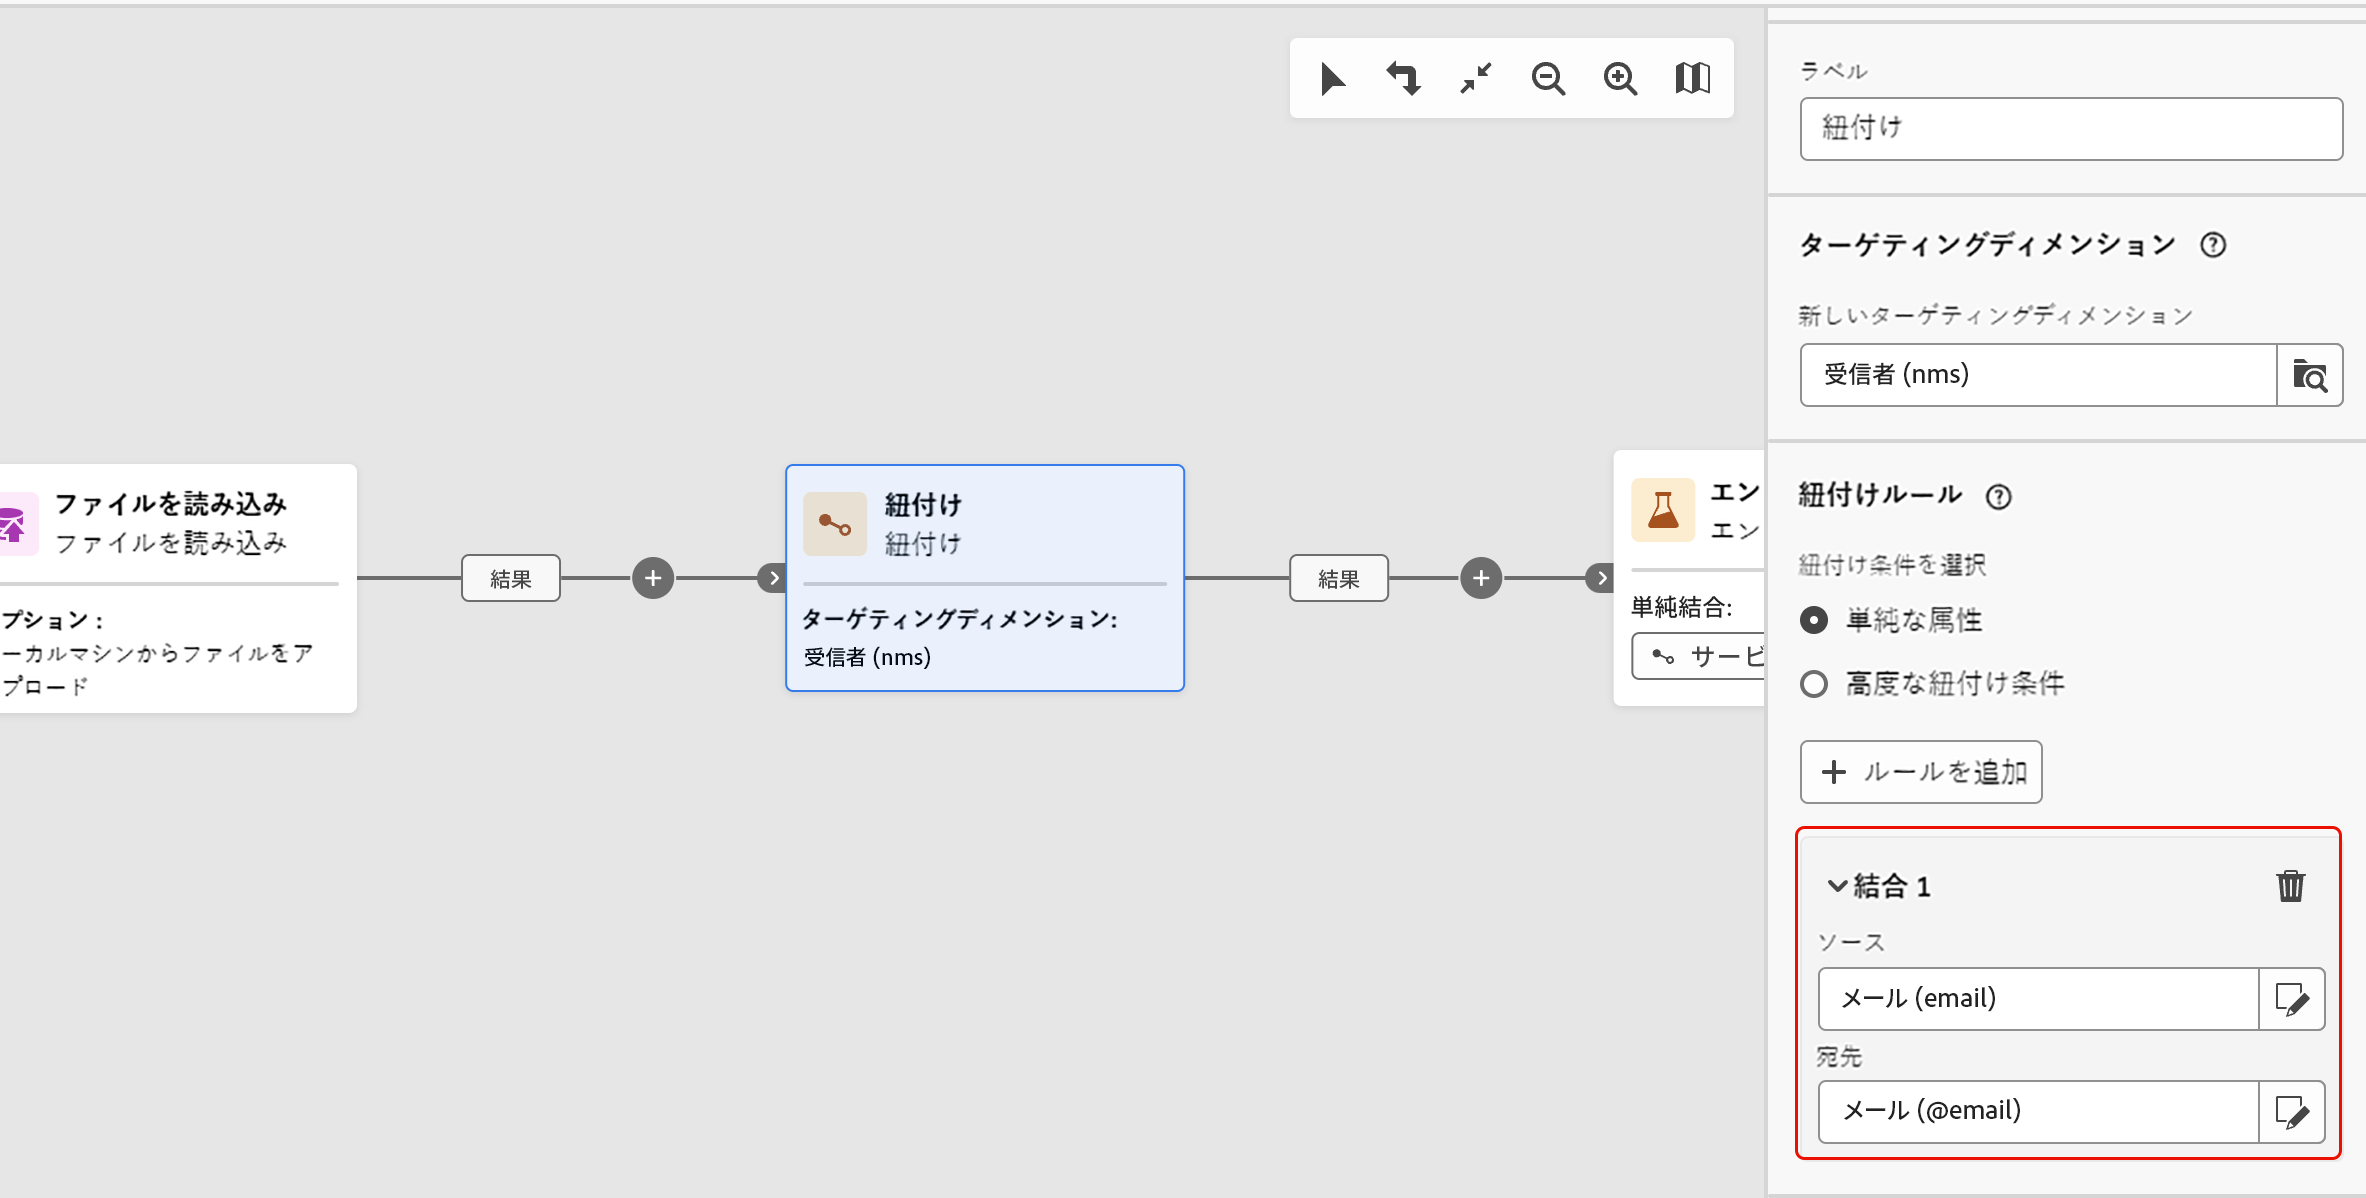 ファイルを読み込み
ファイルを読み込み
プション：
ーカルマシンからファイルをア
プロード
結果
紐付け
紐付け
ターゲティングディメンション:
受信者 (nms)
結果
エン
エン
単純結合:
サービ
ラベル
紐付け
ターゲティングディメンション
新しいターゲティングディメンション
受信者 (nms)
紐付けルール
紐付け条件を選択
単純な属性
高度な紐付け条件
ルールを追加
結合 1
ソース
メール (email)
宛先
メール (@email)